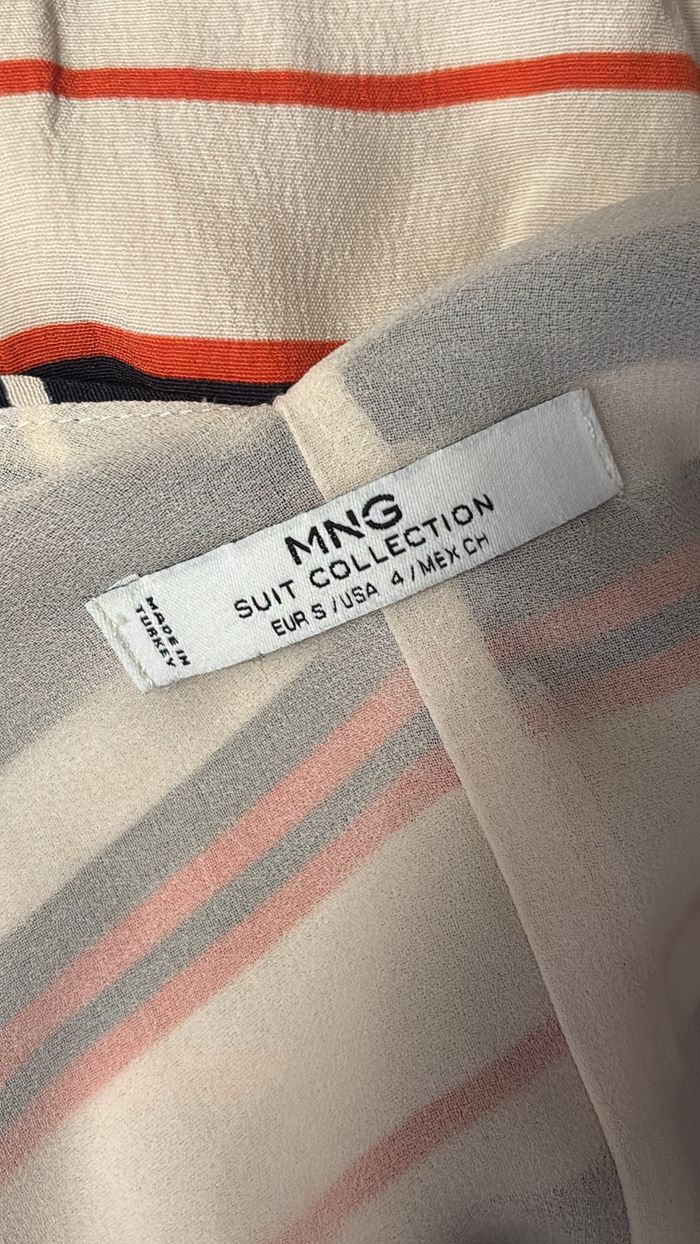 MNG
SUIT COLLECTION
EUR S / USA 4 / MEX CH
MADE IN
TURKEY